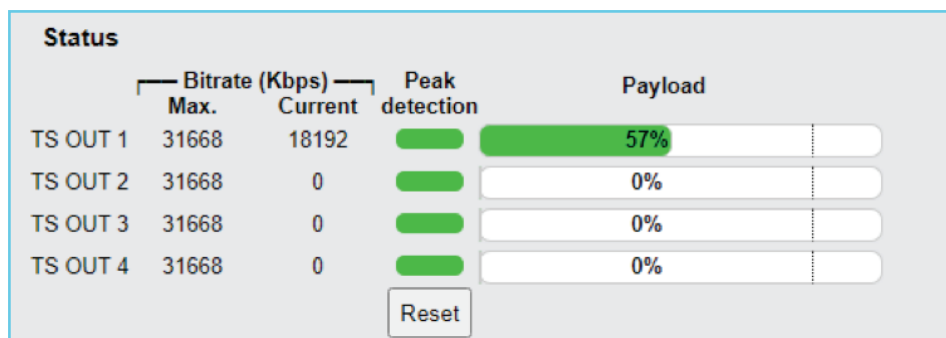 Status
Bitrate (Kbps) Peak Payload
Max. Current detection
TS OUT 1 31668 18192 57%
TS OUT 2 31668 0 0%
TS OUT 3 31668 0 0%
TS OUT 4 31668 0 0%
Reset